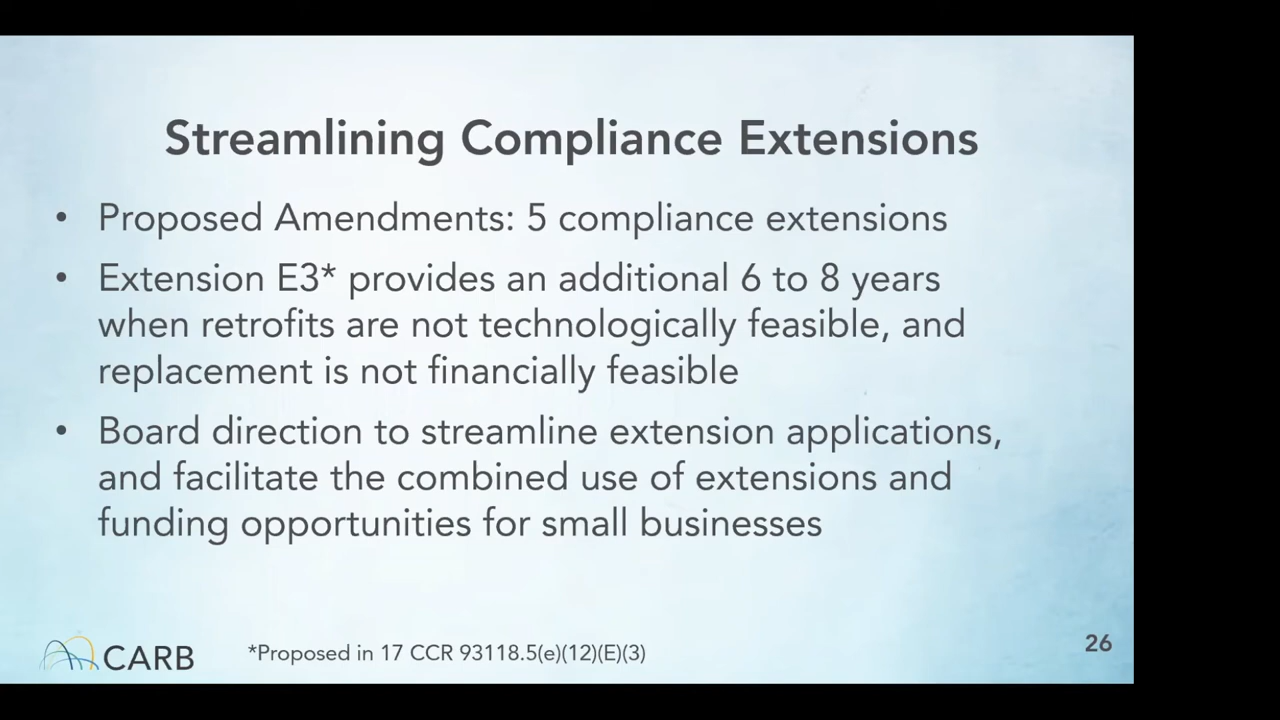 Streamlining Compliance Extensions
• Proposed Amendments: 5 compliance extensions
• Extension E3* provides an additional 6 to 8 years
when retrofits are not technologically feasible, and
replacement is not financially feasible
• Board direction to streamline extension applications,
and facilitate the combined use of extensions and
funding opportunities for small businesses
CARB
*Proposed in 17 CCR 93118.5(e)(12)(E)(3)
26